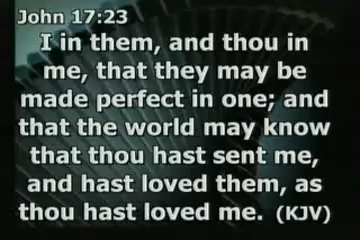 John 17:23
I in them, and thou in
me, that they may be
made perfect in one; and
that the world may know
that thou hast sent me,
and hast loved them, as
thou hast loved me. (KJV)